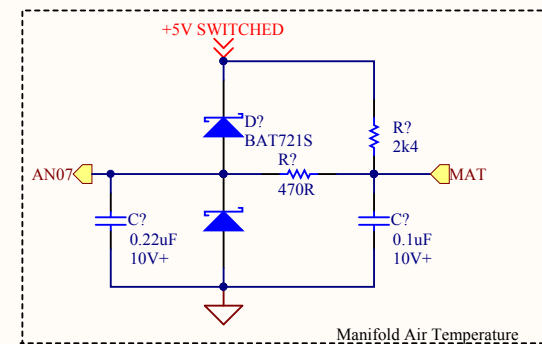 +5V SWITCHED
D?
BAT721S
R?
2k4
R?
470R
AN07
MAT
C?
0.22uF
10V+
C?
0.1uF
10V+
Manifold Air Temperature